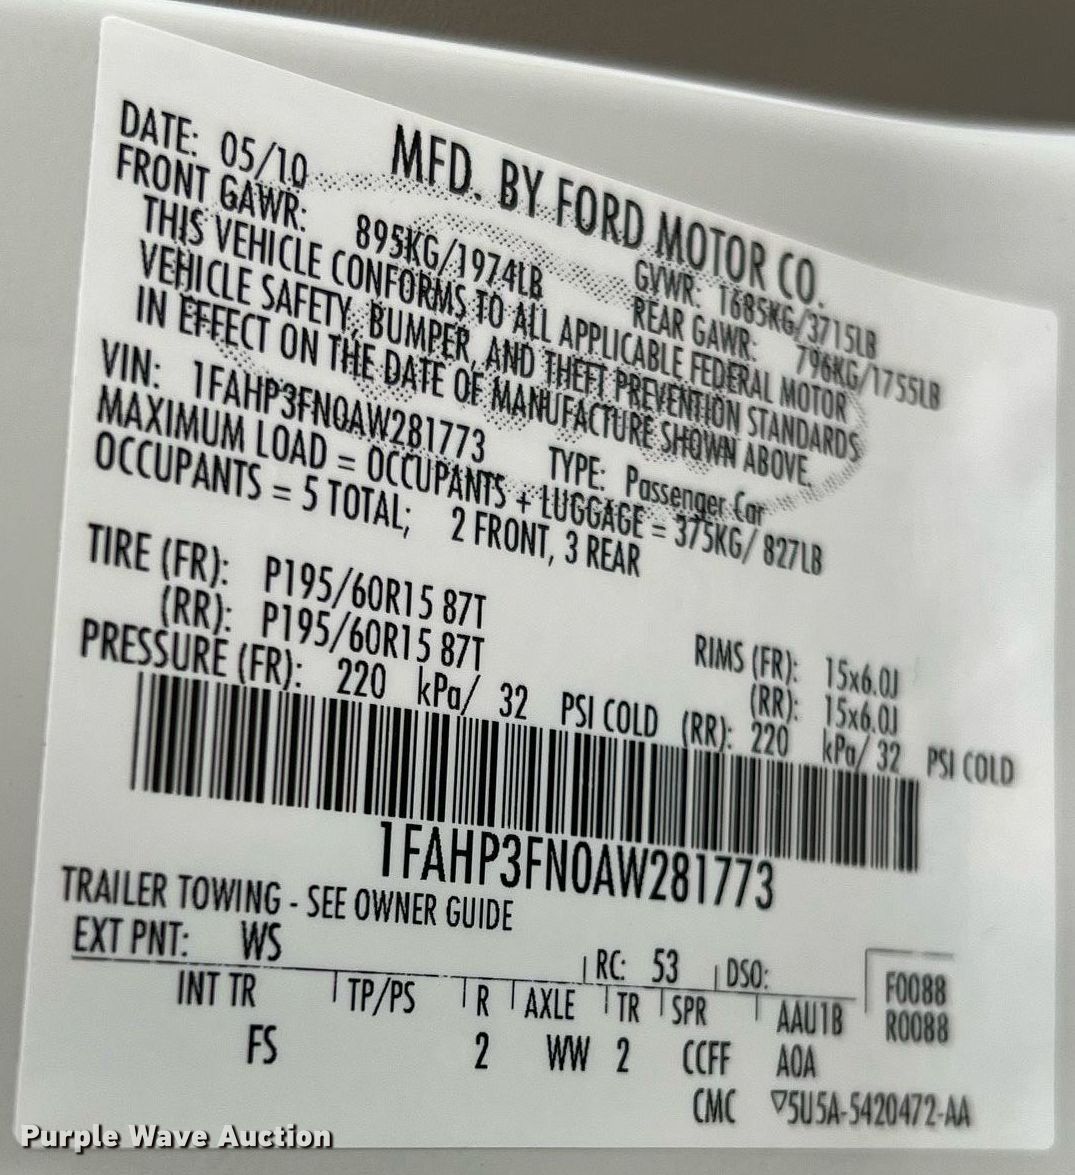 MFD. BY FORD MOTOR CO.
DATE: 05/10 GVWR: 1685KG/3715LB
FRONT GAWR: 895KG/1974LB REAR GAWR: 796KG/1755LB
THIS VEHICLE CONFORMS TO ALL APPLICABLE FEDERAL MOTOR
VEHICLE SAFETY, BUMPER, AND THEFT PREVENTION STANDARDS
IN EFFECT ON THE DATE OF MANUFACTURE SHOWN ABOVE.
VIN: 1FAHP3FN0AW281773 TYPE: Passenger Car
MAXIMUM LOAD = OCCUPANTS + LUGGAGE = 375KG/ 827LB
OCCUPANTS = 5 TOTAL; 2 FRONT, 3 REAR
TIRE (FR): P195/60R15 87T RIMS (FR): 15x6.0J
(RR): P195/60R15 87T (RR): 15x6.0J
PRESSURE (FR): 220 kPa/ 32 PSI COLD (RR): 220 kPa/ 32 PSI COLD
1FAHP3FN0AW281773
TRAILER TOWING - SEE OWNER GUIDE
EXT PNT: WS RC: 53 DSO: F0088
INT TR TP/PS R AXLE TR SPR AAU1B R0088
FS 2 WW 2 CCFF A0A
CMC ▽5U5A-5420472-AA
Purple Wave Auction